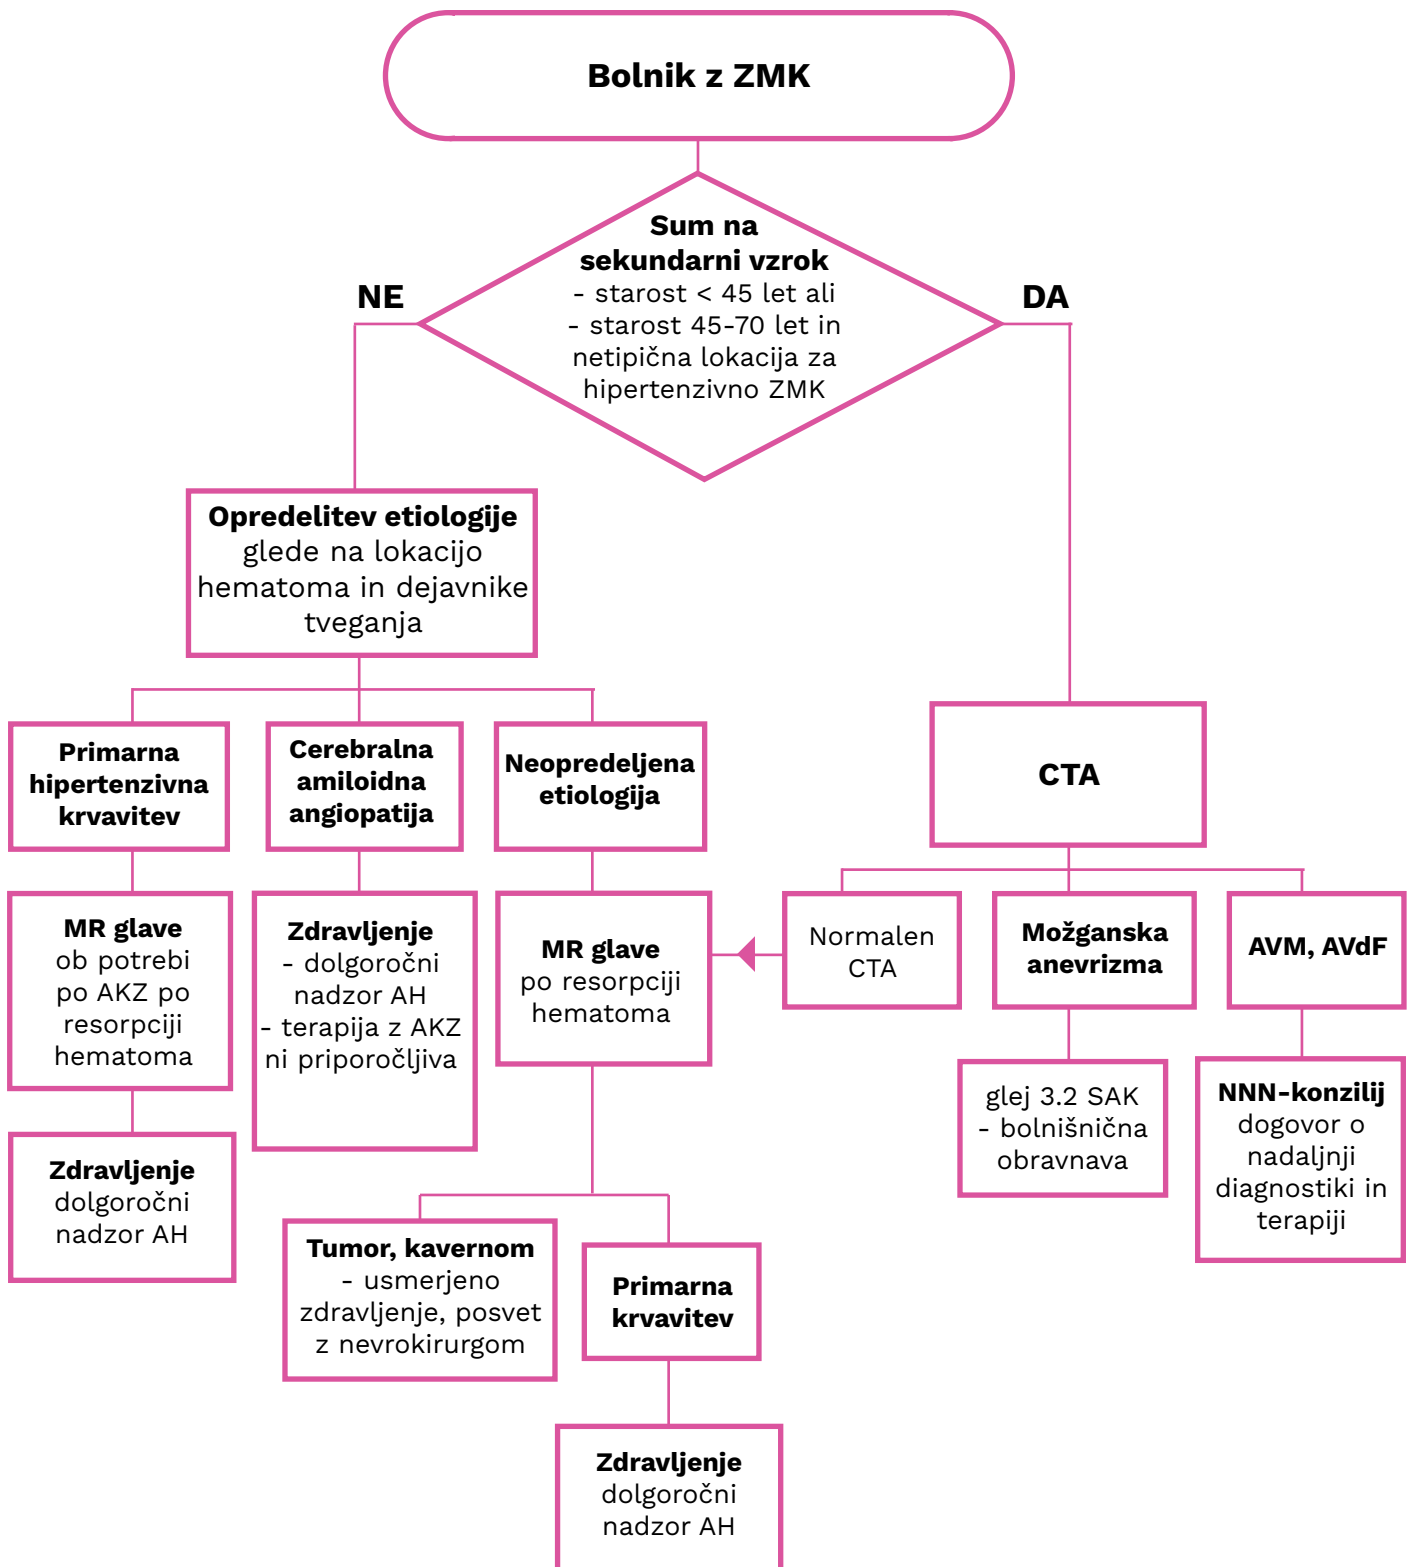 Bolnik z ZMK
Sum na
sekundarni vzrok
- starost < 45 let ali
- starost 45-70 let in
netipična lokacija za
hipertenzivno ZMK
NE
DA
Opredelitev etiologije
glede na lokacijo
hematoma in dejavnike
tveganja
Primarna
hipertenzivna
krvavitev
Cerebralna
amiloidna
angiopatija
Neopredeljena
etiologija
CTA
MR glave
ob potrebi
po AKZ po
resorpciji
hematoma
Zdravljenje
- dolgoročni
nadzor AH
- terapija z AKZ
ni priporočljiva
MR glave
po resorpciji
hematoma
Normalen
CTA
Možganska
anevrizma
AVM, AVdF
glej 3.2 SAK
- bolnišnična
obravnava
NNN-konzilij
dogovor o
nadaljnji
diagnostiki in
terapiji
Zdravljenje
dolgoročni
nadzor AH
Tumor, kavernom
- usmerjeno
zdravljenje, posvet
z nevrokirurgom
Primarna
krvavitev
Zdravljenje
dolgoročni
nadzor AH